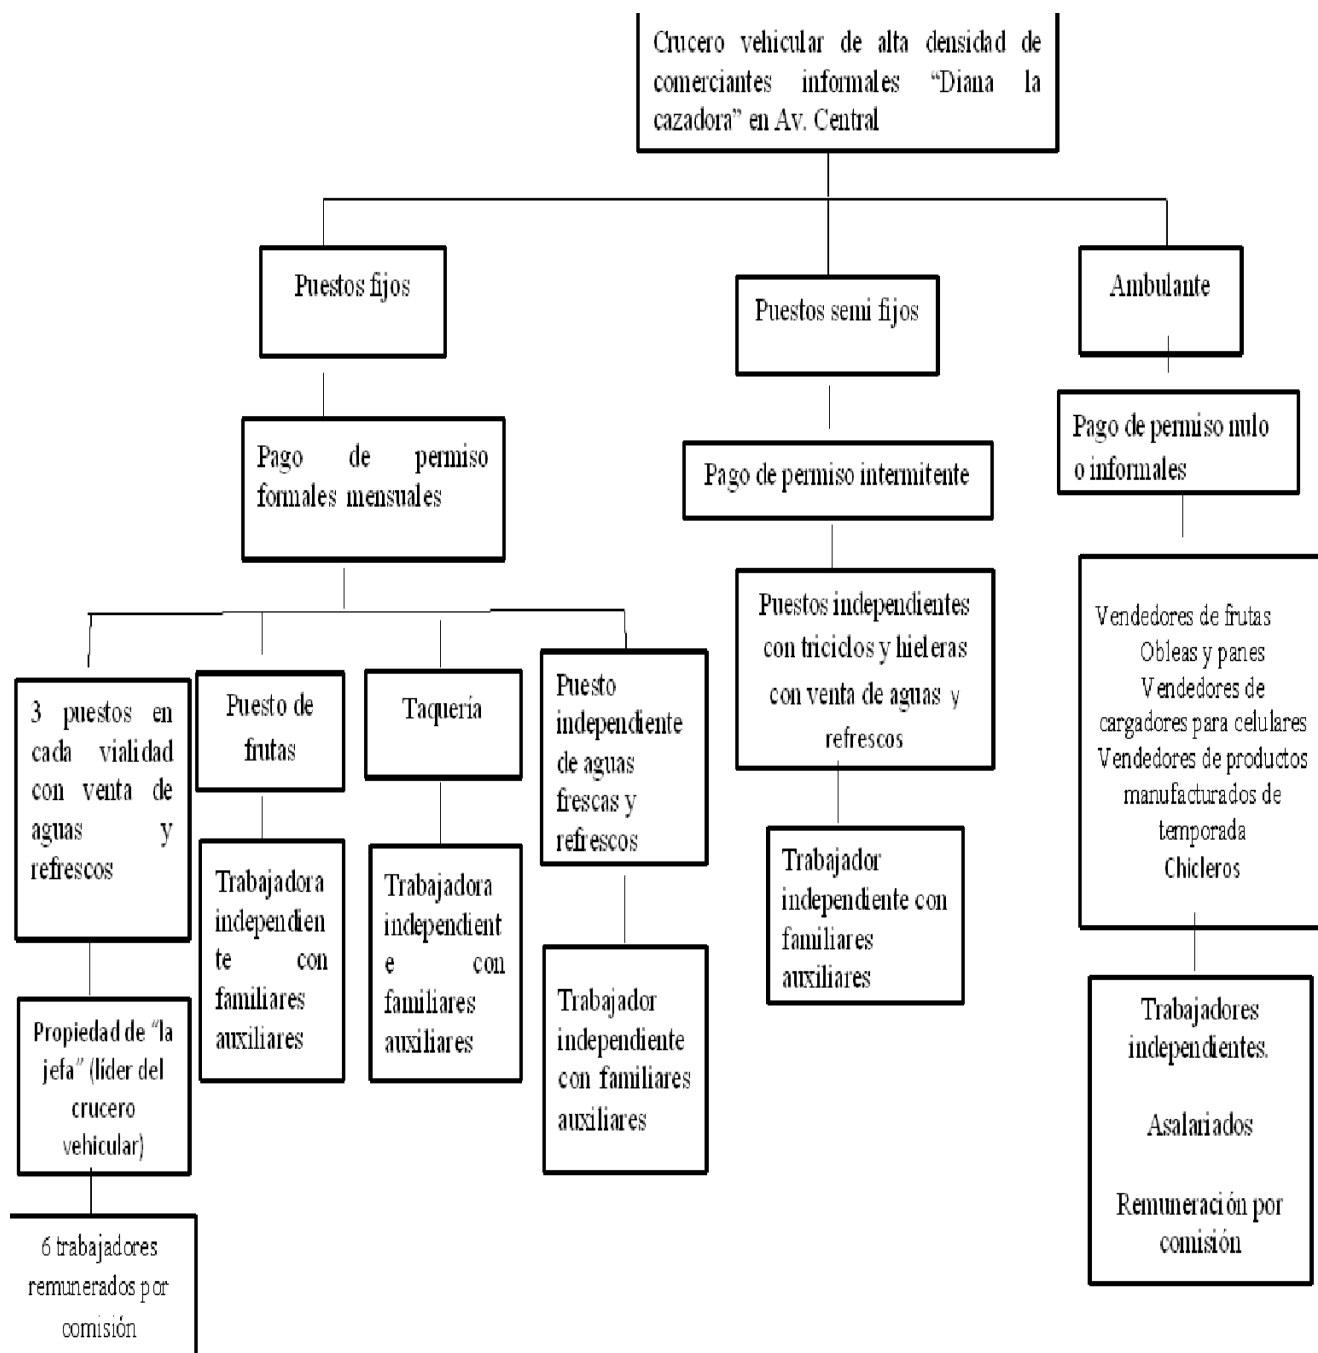 Crucero vehicular de alta densidad de
comerciantes informales “Diana la
cazadora” en Av. Central
Puestos fijos
Puestos semi fijos
Ambulante
Pago de permiso
formales mensuales
Pago de permiso intermitente
Pago de permiso nulo
o informales
3 puestos en
cada vialidad
con venta de
aguas y
refrescos
Puesto de
frutas
Taquería
Puesto
independiente
de aguas
frescas y
refrescos
Puestos independientes
con triciclos y hieleras
con venta de aguas y
refrescos
Vendedores de frutas
Obleas y panes
Vendedores de
cargadores para celulares
Vendedores de productos
manufacturados de
temporada
Chicleros
Propiedad de “la
jefa” (líder del
crucero
vehicular)
Trabajadora
independien
te con
familiares
auxiliares
Trabajadora
independient
e con
familiares
auxiliares
Trabajador
independiente
con familiares
auxiliares
Trabajador
independiente con
familiares
auxiliares
Trabajadores
independientes.
Asalariados
Remuneración por
comisión
6 trabajadores
remunerados por
comisión